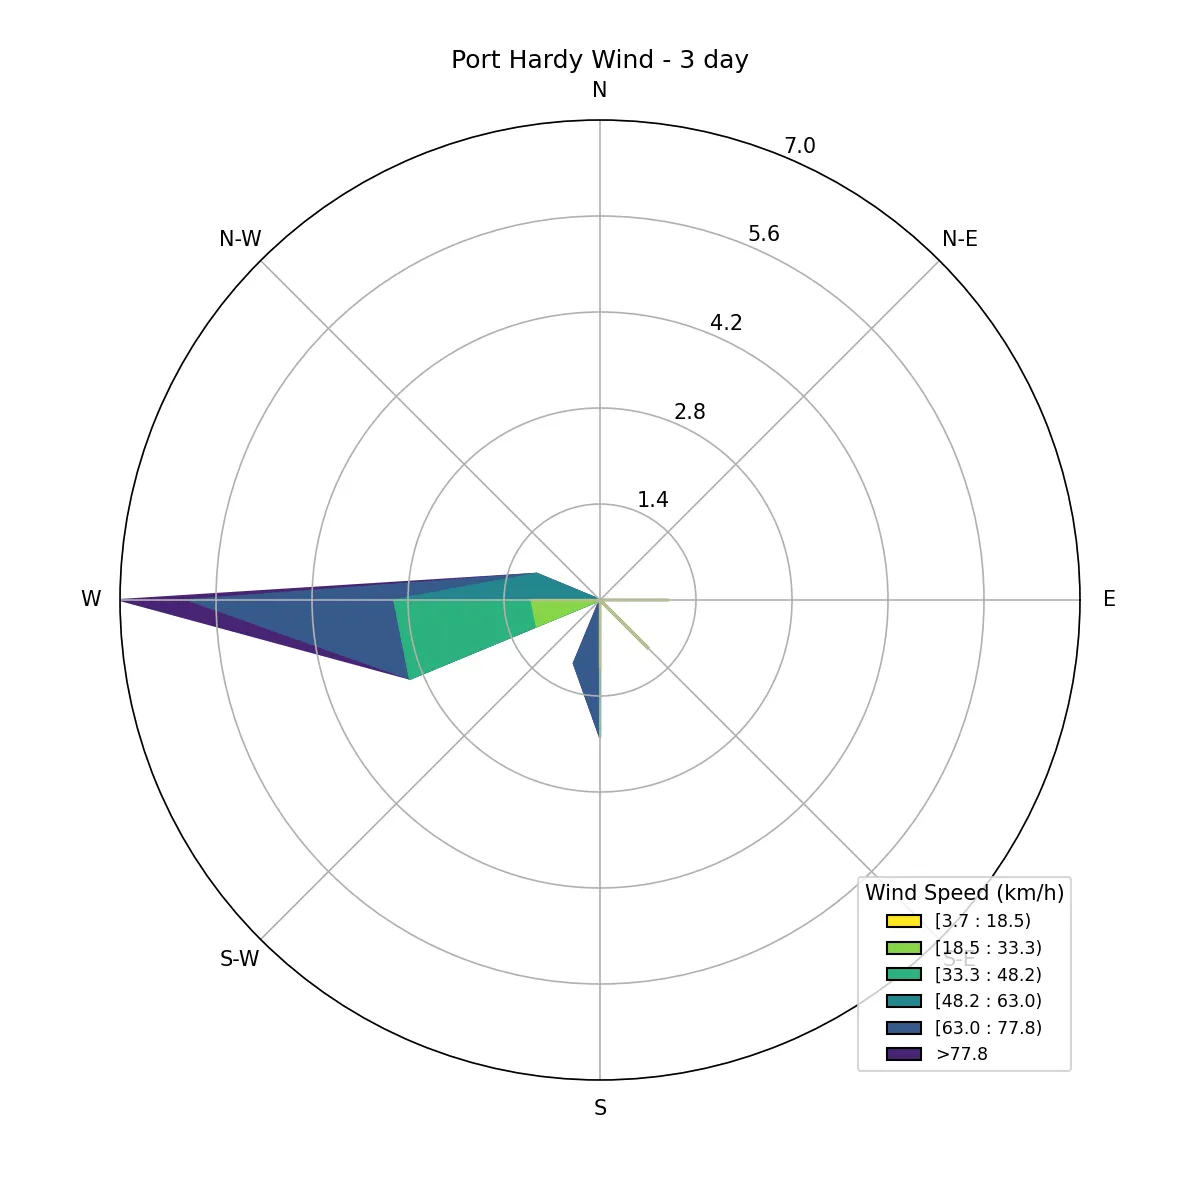 Port Hardy Wind - 3 day
N
7.0
5.6
N-W
N-E
4.2
2.8
1.4
W
E
Wind Speed (km/h)
[3.7 : 18.5)
[18.5 : 33.3)
S-W
S-E
[33.3 : 48.2)
[48.2 : 63.0)
[63.0 : 77.8)
>77.8
S